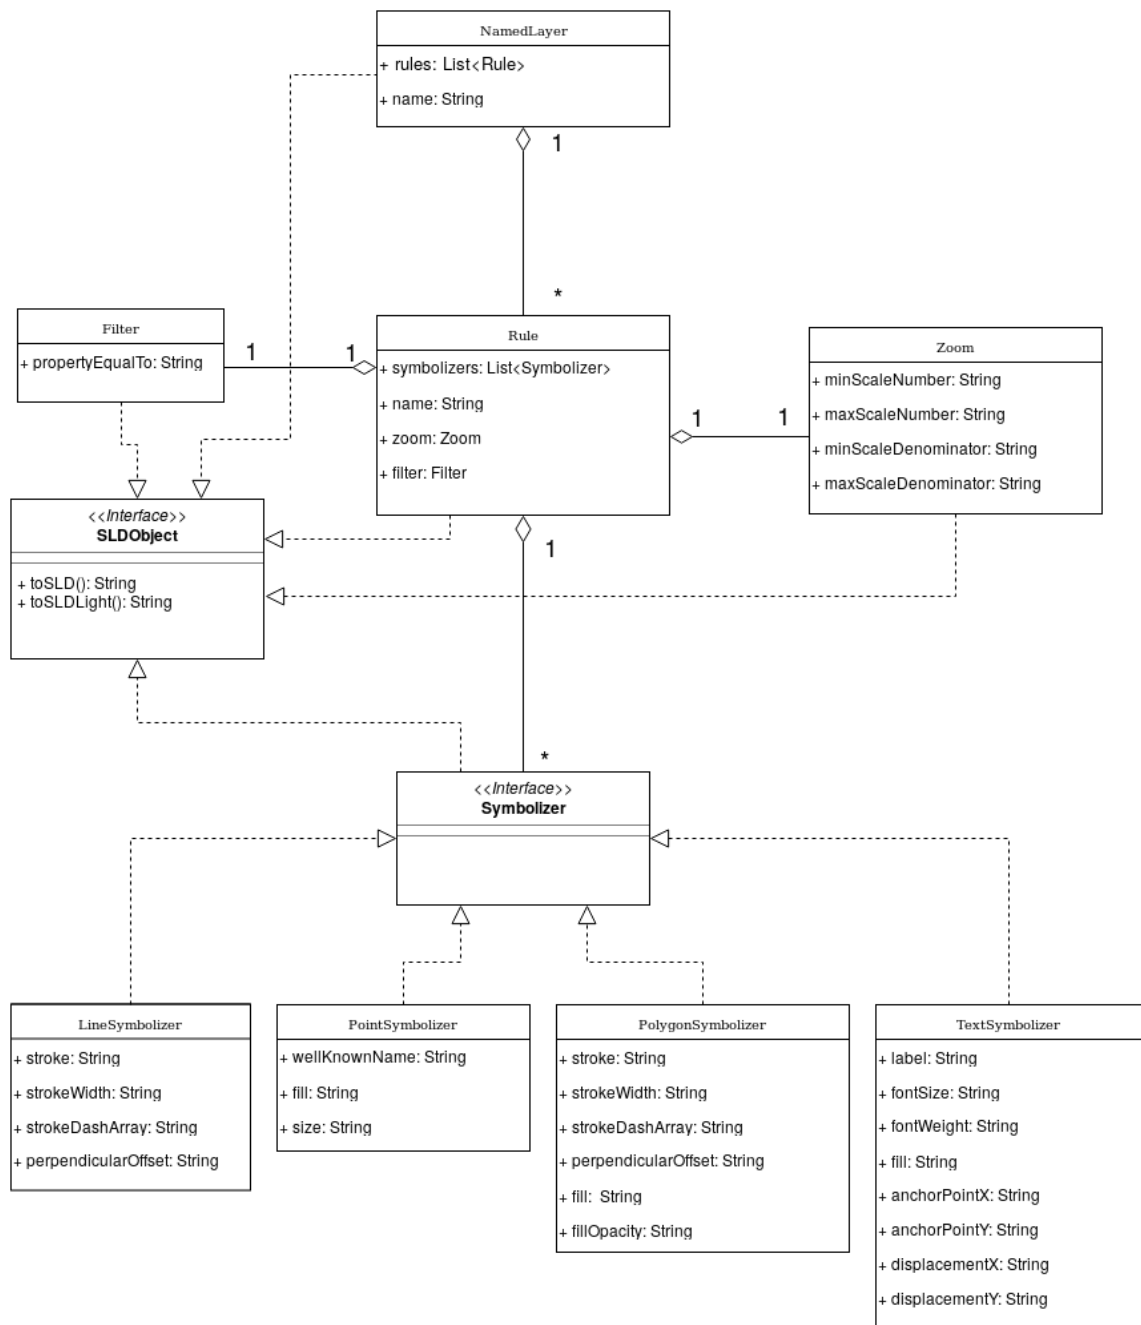 NamedLayer
+ rules: List<Rule>
+ name: String
1
*
Filter
+ propertyEqualTo: String
1
1
Rule
+ symbolizers: List<Symbolizer>
+ name: String
+ zoom: Zoom
+ filter: Filter
1
1
Zoom
+ minScaleNumber: String
+ maxScaleNumber: String
+ minScaleDenominator: String
+ maxScaleDenominator: String
<<Interface>>
SLDObject
+ toSLD(): String
+ toSLDLight(): String
1
*
<<Interface>>
Symbolizer
LineSymbolizer
+ stroke: String
+ strokeWidth: String
+ strokeDashArray: String
+ perpendicularOffset: String
PointSymbolizer
+ wellKnownName: String
+ fill: String
+ size: String
PolygonSymbolizer
+ stroke: String
+ strokeWidth: String
+ strokeDashArray: String
+ perpendicularOffset: String
+ fill:  String
+ fillOpacity: String
TextSymbolizer
+ label: String
+ fontSize: String
+ fontWeight: String
+ fill: String
+ anchorPointX: String
+ anchorPointY: String
+ displacementX: String
+ displacementY: String